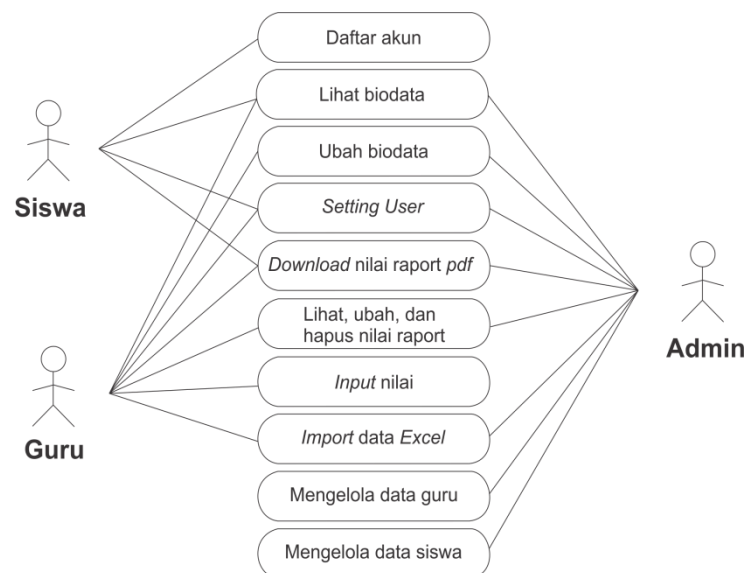 Daftar akun
Lihat biodata
Ubah biodata
Siswa
Setting User
Download nilai raport pdf
Lihat, ubah, dan
hapus nilai raport
Admin
Input nilai
Guru
Import data Excel
Mengelola data guru
Mengelola data siswa